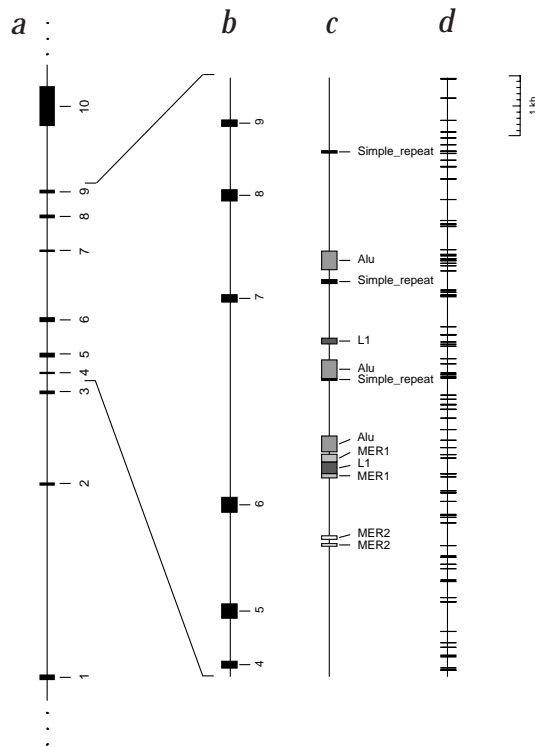 a b c d
10
9
8
7
6
5
4
3
2
1
9
8
7
6
5
4
Simple_repeat
Alu
Simple_repeat
L1
Alu
Simple_repeat
Alu
MER1
L1
MER1
MER2
MER2
1 kb